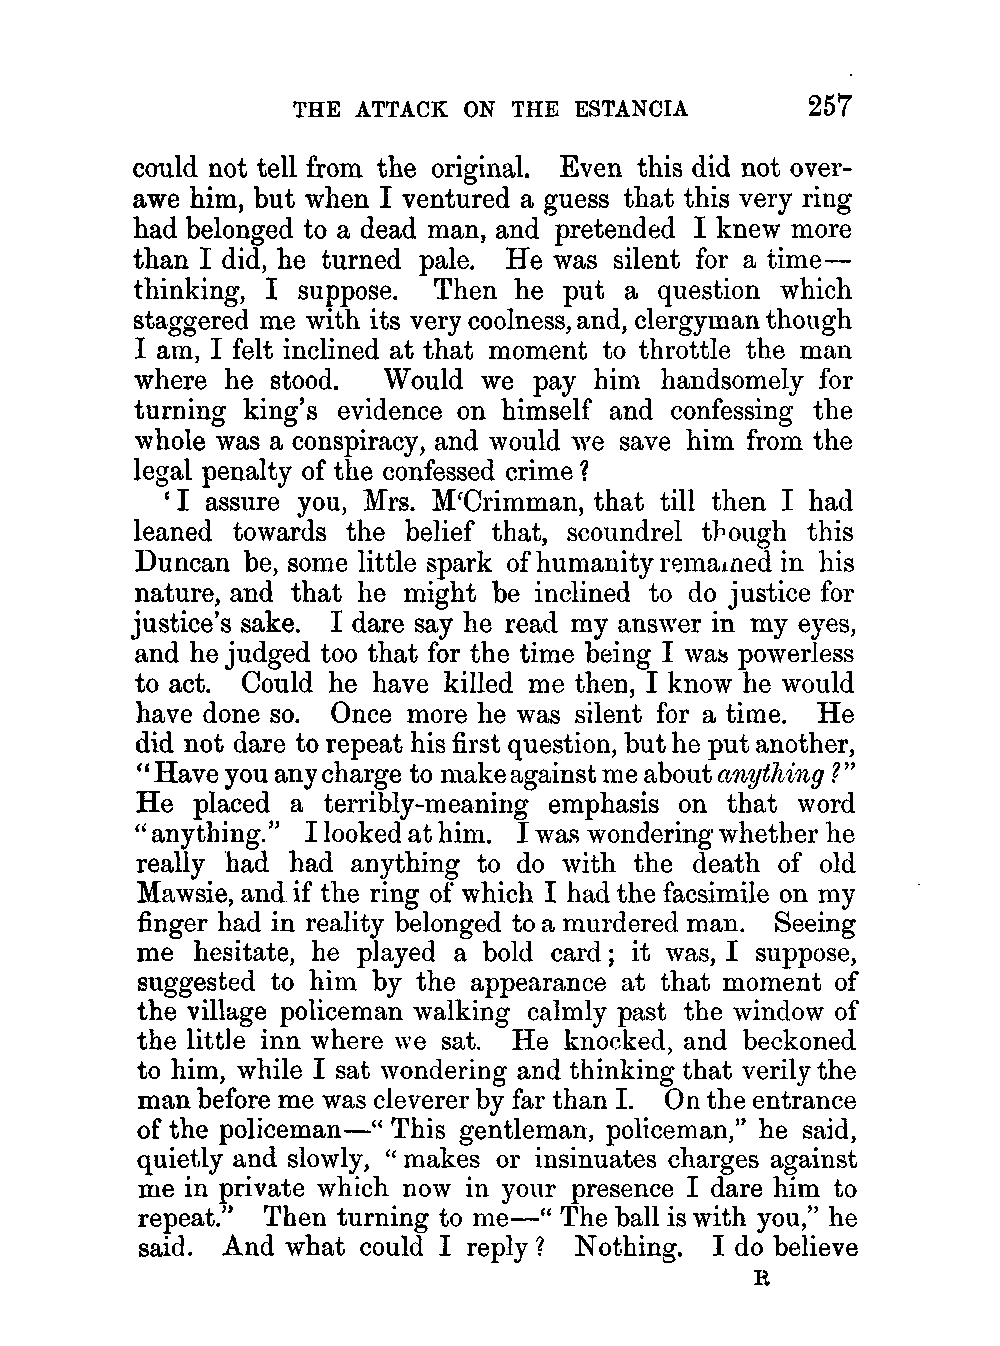 THE ATTACK ON THE ESTANCIA 257
could not tell from the original. Even this did not over-
awe him, but when I ventured a guess that this very ring
had belonged to a dead man, and pretended I knew more
than I did, he turned pale. He was silent for a time—
thinking, I suppose. Then he put a question which
staggered me with its very coolness, and, clergyman though
I am, I felt inclined at that moment to throttle the man
where he stood. Would we pay him handsomely for
turning king's evidence on himself and confessing the
whole was a conspiracy, and would we save him from the
legal penalty of the confessed crime?
'I assure you, Mrs. M'Crimman, that till then I had
leaned towards the belief that, scoundrel though this
Duncan be, some little spark of humanity remained in his
nature, and that he might be inclined to do justice for
justice's sake. I dare say he read my answer in my eyes,
and he judged too that for the time being I was powerless
to act. Could he have killed me then, I know he would
have done so. Once more he was silent for a time. He
did not dare to repeat his first question, but he put another,
"Have you any charge to make against me about anything?"
He placed a terribly-meaning emphasis on that word
"anything." I looked at him. I was wondering whether he
really had had anything to do with the death of old
Mawsie, and if the ring of which I had the facsimile on my
finger had in reality belonged to a murdered man. Seeing
me hesitate, he played a bold card; it was, I suppose,
suggested to him by the appearance at that moment of
the village policeman walking calmly past the window of
the little inn where we sat. He knocked, and beckoned
to him, while I sat wondering and thinking that verily the
man before me was cleverer by far than I. On the entrance
of the policeman—"This gentleman, policeman," he said,
quietly and slowly, "makes or insinuates charges against
me in private which now in your presence I dare him to
repeat." Then turning to me—"The ball is with you," he
said. And what could I reply? Nothing. I do believe
R